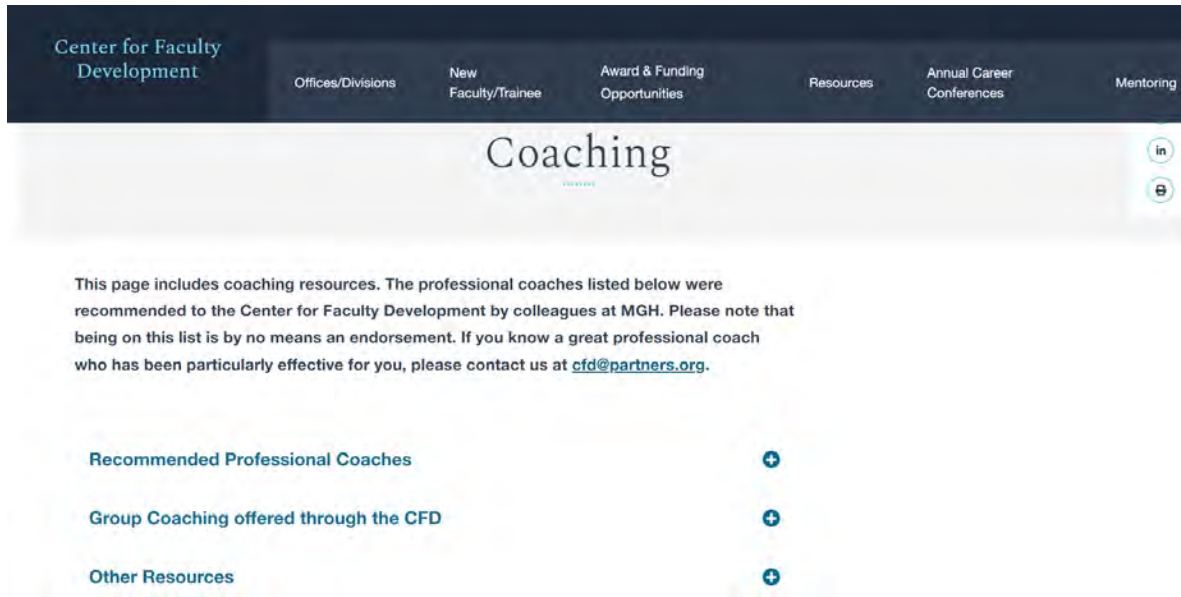 Center for Faculty
Development
Offices/Divisions
New
Faculty/Trainee
Award & Funding
Opportunities
Resources
Annual Career
Conferences
Mentoring
Coaching
in
This page includes coaching resources. The professional coaches listed below were
recommended to the Center for Faculty Development by colleagues at MGH. Please note that
being on this list is by no means an endorsement. If you know a great professional coach
who has been particularly effective for you, please contact us at cfd@partners.org.
Recommended Professional Coaches
Group Coaching offered through the CFD
Other Resources